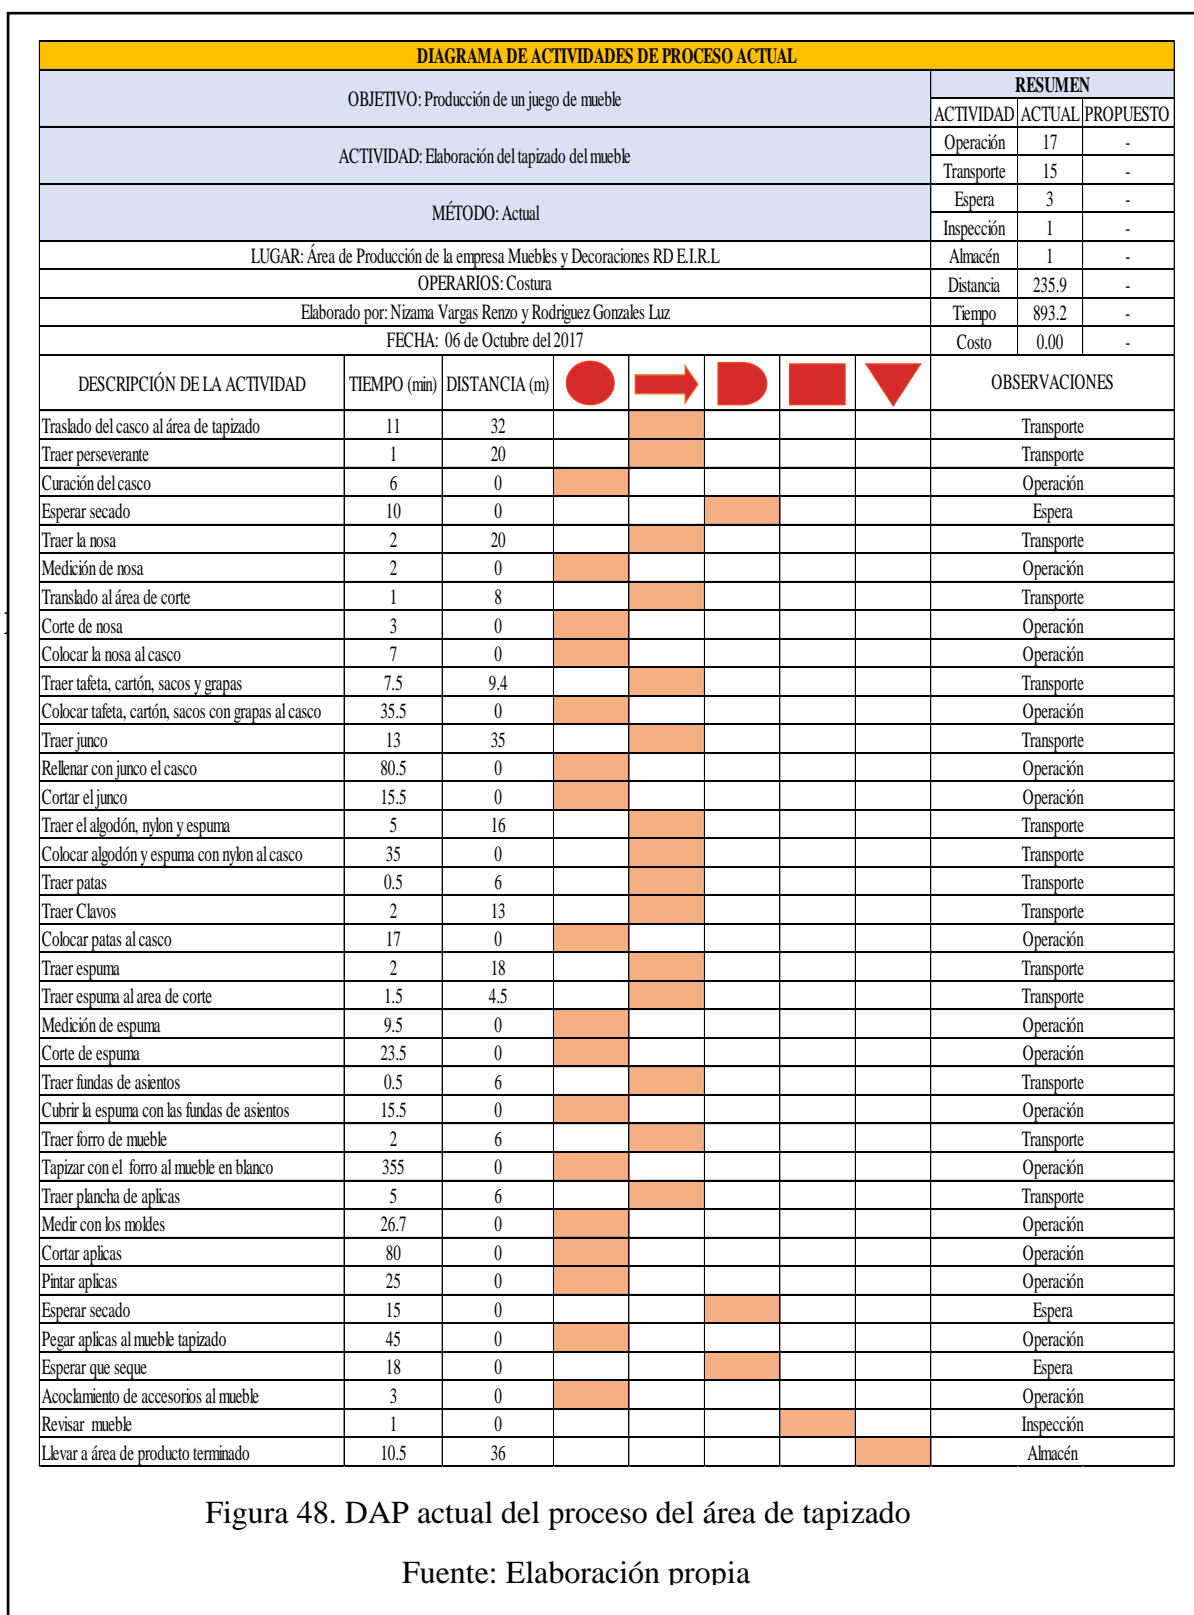 DIAGRAMA DE ACTIVIDADES DE PROCESO ACTUAL
OBJETIVO: Producción de un juego de mueble
RESUMEN
ACTIVIDAD ACTUAL PROPUESTO
ACTIVIDAD: Elaboración del tapizado del mueble
Operación 17 -
Transporte 15 -
MÉTODO: Actual
Espera 3 -
Inspección 1 -
LUGAR: Área de Producción de la empresa Muebles y Decoraciones RD E.I.R.L
Almacén 1 -
OPERARIOS: Costura
Distancia 235.9 -
Elaborado por: Nizama Vargas Renzo y Rodriguez Gonzales Luz
Tiempo 893.2 -
FECHA: 06 de Octubre del 2017
Costo 0.00 -
DESCRIPCIÓN DE LA ACTIVIDAD TIEMPO (min) DISTANCIA (m) OBSERVACIONES
Traslado del casco al área de tapizado 11 32 Transporte
Traer perseverante 1 20 Transporte
Curación del casco 6 0 Operación
Esperar secado 10 0 Espera
Traer la nosa 2 20 Transporte
Medición de nosa 2 0 Operación
Translado al área de corte 1 8 Transporte
Corte de nosa 3 0 Operación
Colocar la nosa al casco 7 0 Operación
Traer tafeta, cartón, sacos y grapas 7.5 9.4 Transporte
Colocar tafeta, cartón, sacos con grapas al casco 35.5 0 Operación
Traer junco 13 35 Transporte
Rellenar con junco el casco 80.5 0 Operación
Cortar el junco 15.5 0 Operación
Traer el algodón, nylon y espuma 5 16 Transporte
Colocar algodón y espuma con nylon al casco 35 0 Transporte
Traer patas 0.5 6 Transporte
Traer Clavos 2 13 Transporte
Colocar patas al casco 17 0 Operación
Traer espuma 2 18 Transporte
Traer espuma al area de corte 1.5 4.5 Transporte
Medición de espuma 9.5 0 Operación
Corte de espuma 23.5 0 Operación
Traer fundas de asientos 0.5 6 Transporte
Cubrir la espuma con las fundas de asientos 15.5 0 Operación
Traer forro de mueble 2 6 Transporte
Tapizar con el forro al mueble en blanco 355 0 Operación
Traer plancha de aplicas 5 6 Transporte
Medir con los moldes 26.7 0 Operación
Cortar aplicas 80 0 Operación
Pintar aplicas 25 0 Operación
Esperar secado 15 0 Espera
Pegar aplicas al mueble tapizado 45 0 Operación
Esperar que seque 18 0 Espera
Acoclamiento de accesorios al mueble 3 0 Operación
Revisar mueble 1 0 Inspección
Llevar a área de producto terminado 10.5 36 Almacén
Figura 48. DAP actual del proceso del área de tapizado
Fuente: Elaboración propia